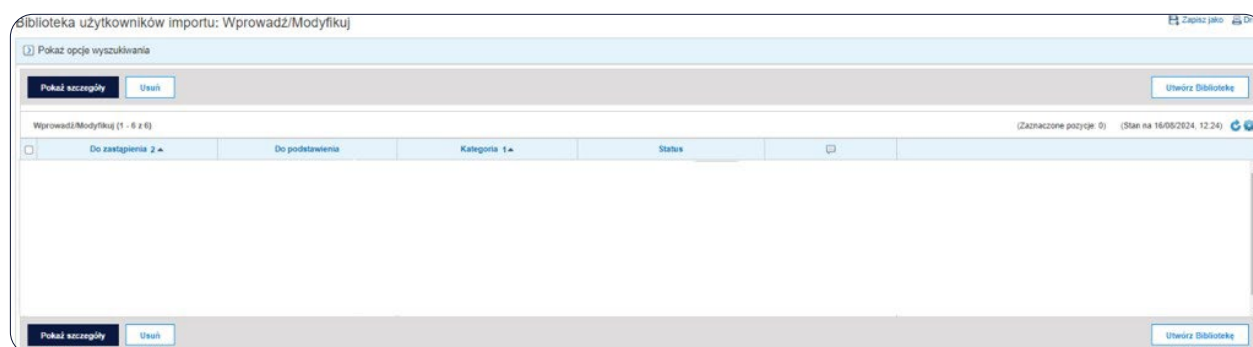 Biblioteka użytkowników importu: Wprowadź/Modyfikuj Zapisz jako
Pokaż opcje wyszukiwania
Pokaż szczegóły Usuń Utwórz Bibliotekę
Wprowadź/Modyfikuj (1 - 6 z 6) (Zaznaczone pozycje: 0) (Stan na 16/08/2024, 12:24)
Do zastąpienia 2 Do podstawienia Kategoria 1 Status
Pokaż szczegóły Usuń Utwórz Bibliotekę